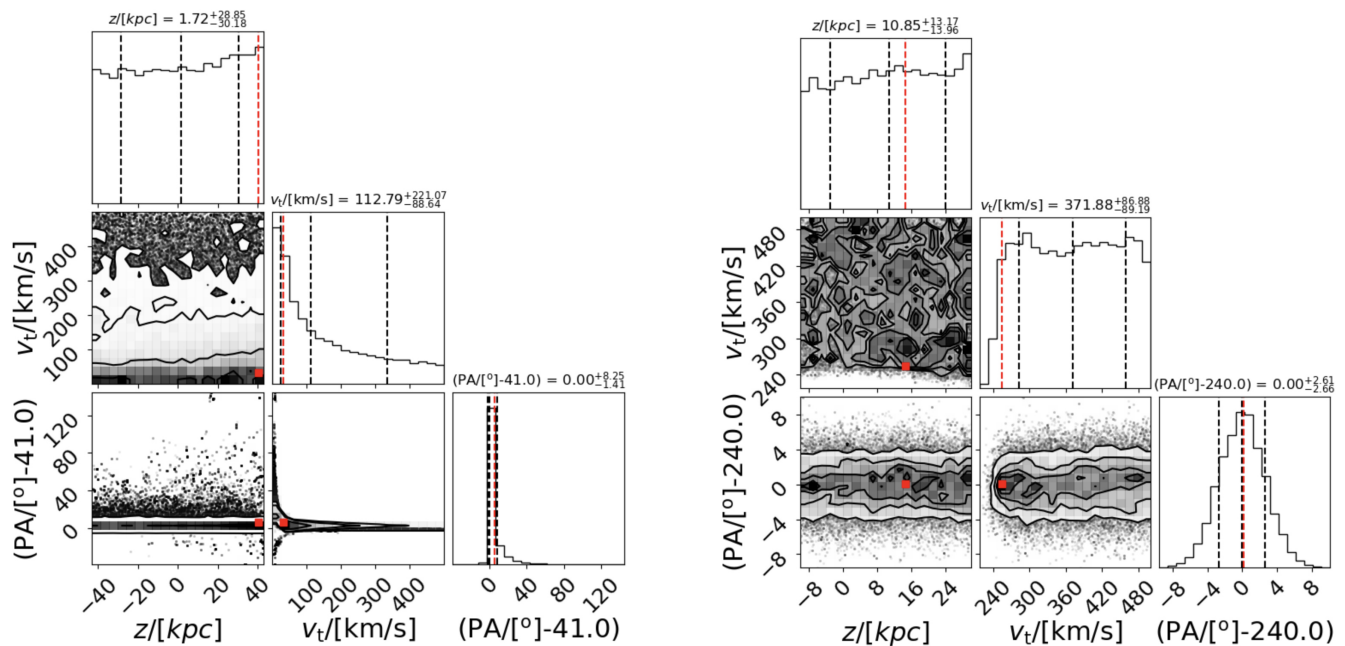 z/[kpc] = 1.72+28.85 −30.18
v_t/[km/s] = 112.79+221.07 −88.64
(PA/[°]-41.0) = 0.00+8.25 −1.41
v_t/[km/s]
400
300
200
100
(PA/[°]-41.0)
120
80
40
0
−40
−20
0
20
40
z/[kpc]
100
200
300
400
v_t/[km/s]
0
40
80
120
(PA/[°]-41.0)
z/[kpc] = 10.85+13.17 −13.96
v_t/[km/s] = 371.88+86.88 −89.19
(PA/[°]-240.0) = 0.00+2.61 −2.66
v_t/[km/s]
480
420
360
300
240
(PA/[°]-240.0)
8
4
0
−4
−8
−8
0
8
16
24
z/[kpc]
240
300
360
420
480
v_t/[km/s]
−8
−4
0
4
8
(PA/[°]-240.0)